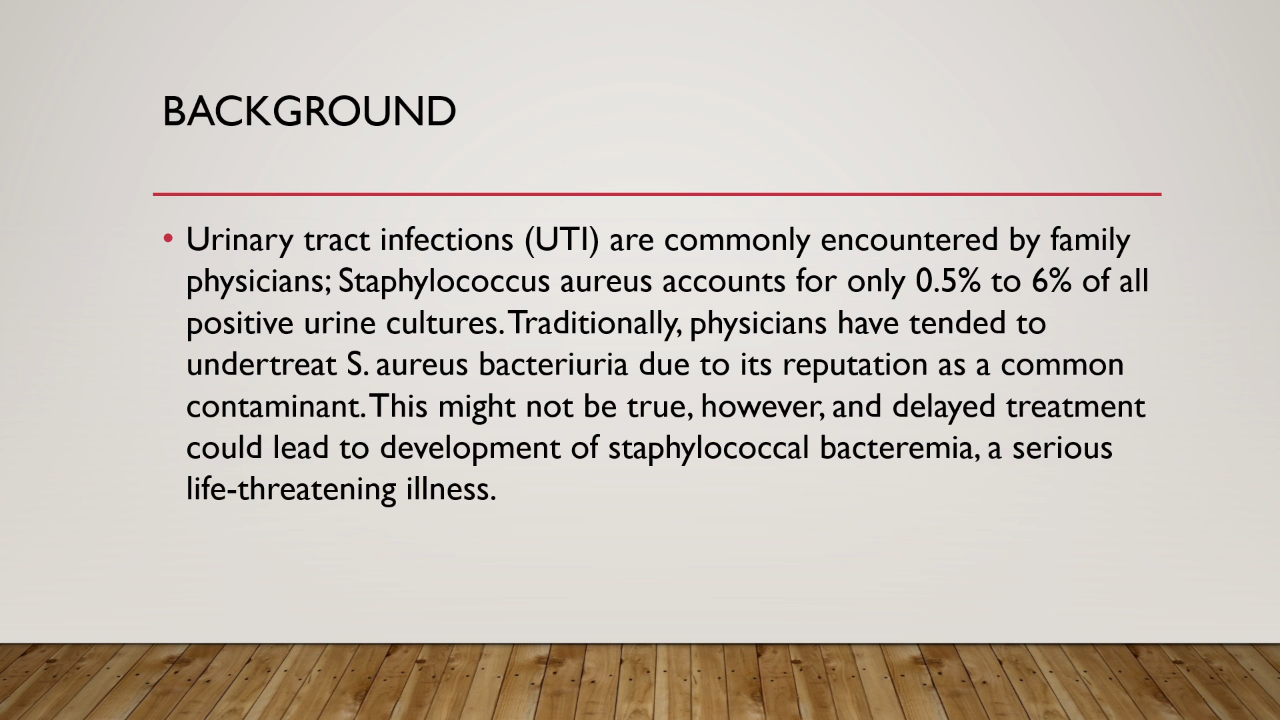 BACKGROUND
• Urinary tract infections (UTI) are commonly encountered by family
physicians; Staphylococcus aureus accounts for only 0.5% to 6% of all
positive urine cultures. Traditionally, physicians have tended to
undertreat S. aureus bacteriuria due to its reputation as a common
contaminant. This might not be true, however, and delayed treatment
could lead to development of staphylococcal bacteremia, a serious
life-threatening illness.